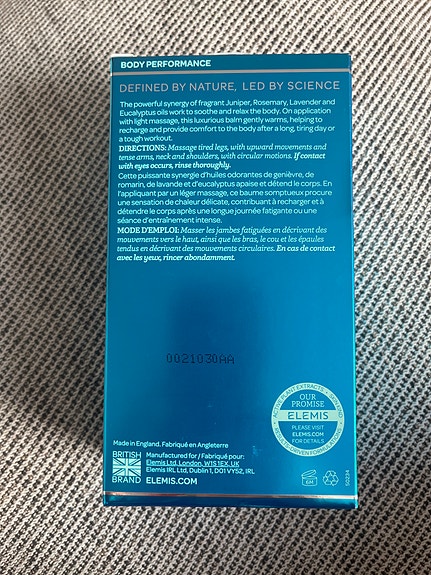 BODY PERFORMANCE
DEFINED BY NATURE, LED BY SCIENCE
The powerful synergy of fragrant Juniper, Rosemary, Lavender and
Eucalyptus oils work to soothe and relax the body. On application
with light massage, this luxurious balm gently warms, helping to
recharge and provide comfort to the body after a long, tiring day or
a tough workout.
DIRECTIONS: Massage tired legs, with upward movements and
tense arms, neck and shoulders, with circular motions. If contact
with eyes occurs, rinse thoroughly.
Cette puissante synergie d'huiles odorantes de genièvre, de
romarin, de lavande et d'eucalyptus apaise et détend le corps. En
l'appliquant par un léger massage, ce baume somptueux procure
une sensation de chaleur délicate, contribuant à recharger et à
détendre le corps après une longue journée fatigante ou une
séance d'entraînement intense.
MODE D'EMPLOI: Masser les jambes fatiguées en décrivant des
mouvements vers le haut, ainsi que les bras, le cou et les épaules
tendus en décrivant des mouvements circulaires. En cas de contact
avec les yeux, rincer abondamment.
0021030AA
ACTIVE PLANT EXTRACTS
OUR
PROMISE
ELEMIS
PLEASE VISIT
ELEMIS.COM
FOR DETAILS
Made in England. Fabriqué en Angleterre
BRITISH
BRAND
Manufactured for / Fabriqué pour:
Elemis Ltd, London, W1S 1EX, UK
Elemis IRL Ltd, Dublin 1, D01 VY52, IRL
ELEMIS.COM
6M
50234